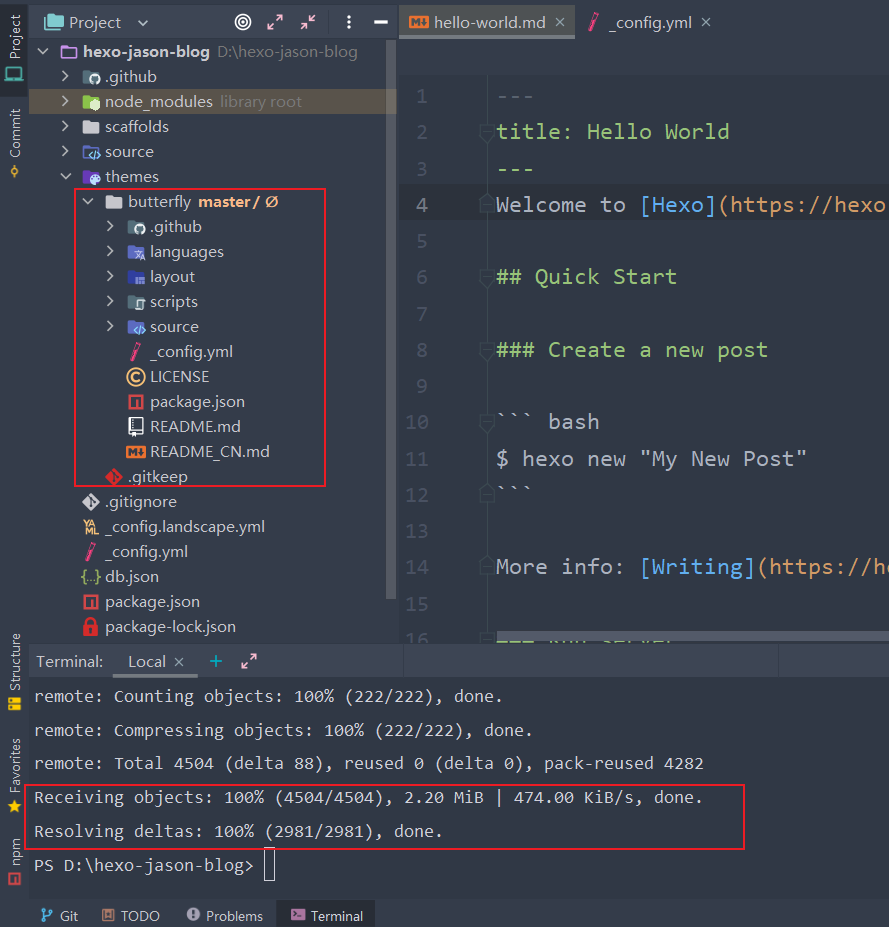 Project
Commit
Structure
Favorites
npm
Project
hexo-jason-blog D:\hexo-jason-blog
.github
node_modules library root
scaffolds
source
themes
butterfly master / Ø
.github
languages
layout
scripts
source
_config.yml
LICENSE
package.json
README.md
README_CN.md
.gitkeep
.gitignore
_config.landscape.yml
_config.yml
db.json
package.json
package-lock.json
hello-world.md
_config.yml
1 ---
2 title: Hello World
3 ---
4 Welcome to [Hexo](https://hexo
5
6 ## Quick Start
7
8 ### Create a new post
9
10 ``` bash
11 $ hexo new "My New Post"
12 ```
13
14 More info: [Writing](https://he
15
16 ### Run server
Terminal: Local
remote: Counting objects: 100% (222/222), done.
remote: Compressing objects: 100% (222/222), done.
remote: Total 4504 (delta 88), reused 0 (delta 0), pack-reused 4282
Receiving objects: 100% (4504/4504), 2.20 MiB | 474.00 KiB/s, done.
Resolving deltas: 100% (2981/2981), done.
PS D:\hexo-jason-blog>
Git TODO Problems Terminal